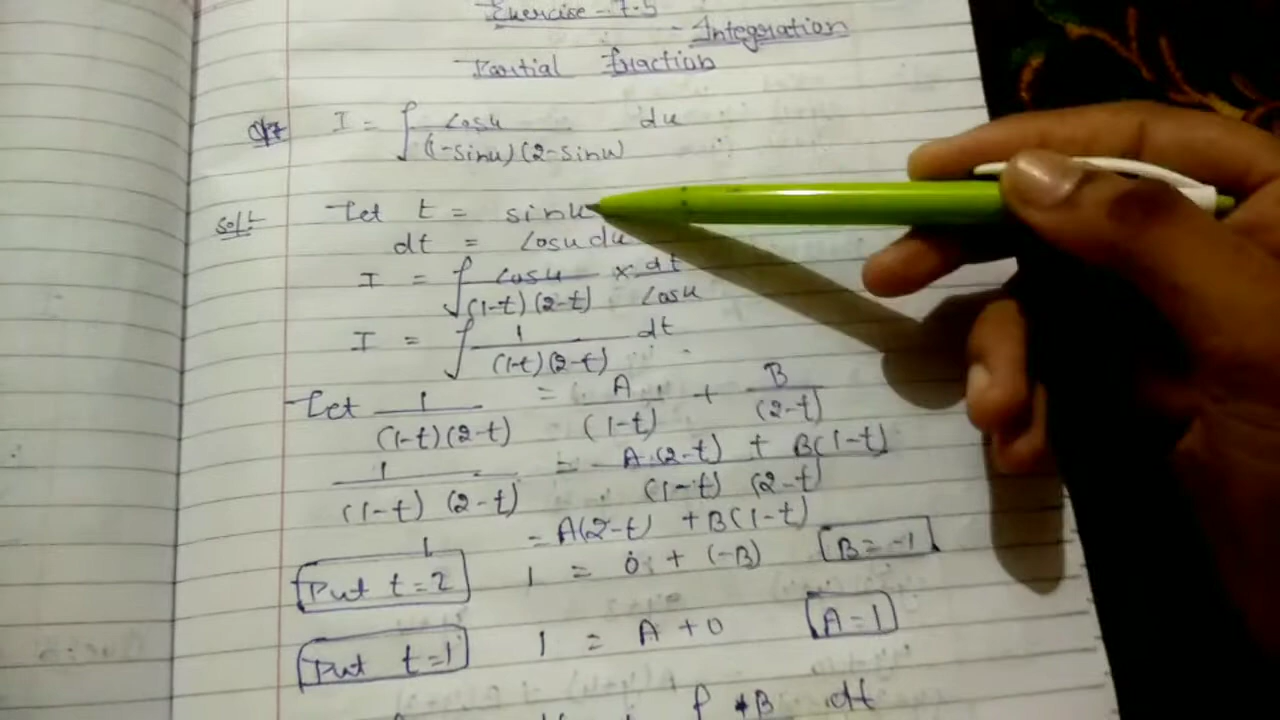 Exercise - 7.5
- Integration
Partial fraction
Q7 I = ∫ cosx / (1-sinx)(2-sinx) dx
Sol:- Let t = sinx
dt = cosx dx
I = ∫ cosx / (1-t)(2-t) × dt / cosx
I = ∫ 1 / (1-t)(2-t) dt
Let 1 / (1-t)(2-t) = A / (1-t) + B / (2-t)
1 / (1-t) (2-t) = A(2-t) + B(1-t) / (1-t) (2-t)
1 = A(2-t) + B(1-t)
Put t=2 1 = 0 + (-B) B=-1
Put t=1 1 = A + 0 A=1
∫ B dt